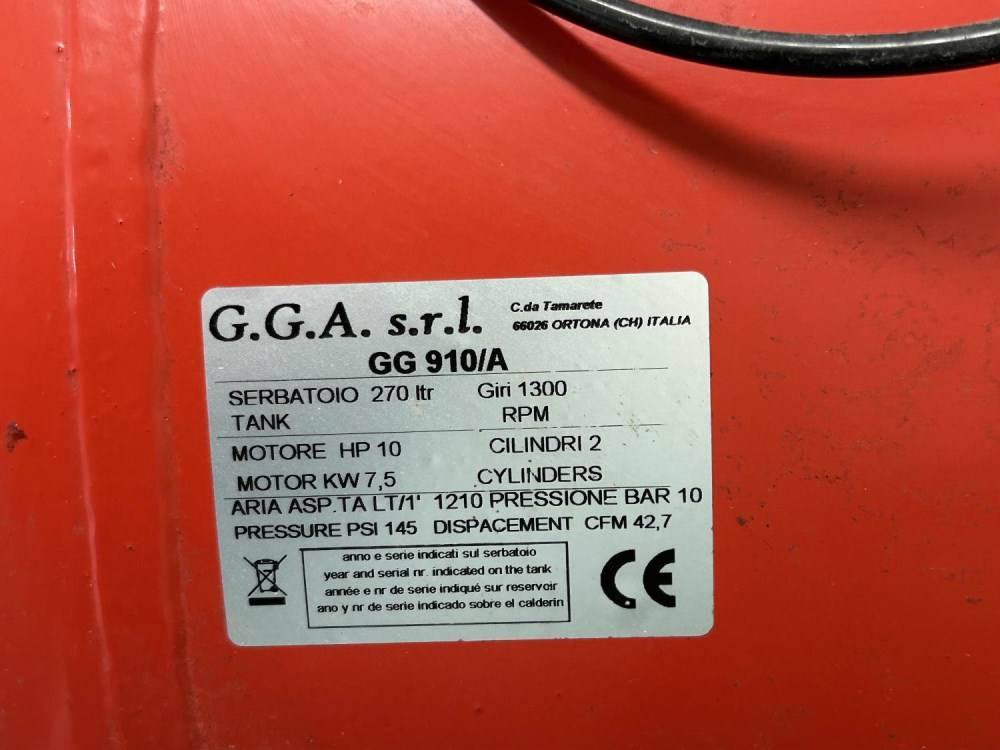 G.G.A. s.r.l.
C.da Tamarete
66026 ORTONA (CH) ITALIA
GG 910/A
SERBATOIO 270 ltr Giri 1300
TANK RPM
MOTORE HP 10 CILINDRI 2
MOTOR KW 7,5 CYLINDERS
ARIA ASP.TA LT/1' 1210 PRESSIONE BAR 10
PRESSURE PSI 145 DISPACEMENT CFM 42,7
anno e serie indicati sul serbatoio
year and serial nr. indicated on the tank
année e nr de serie indiqué sur reservoir
ano y nr de serie indicado sobre el calderin
CE